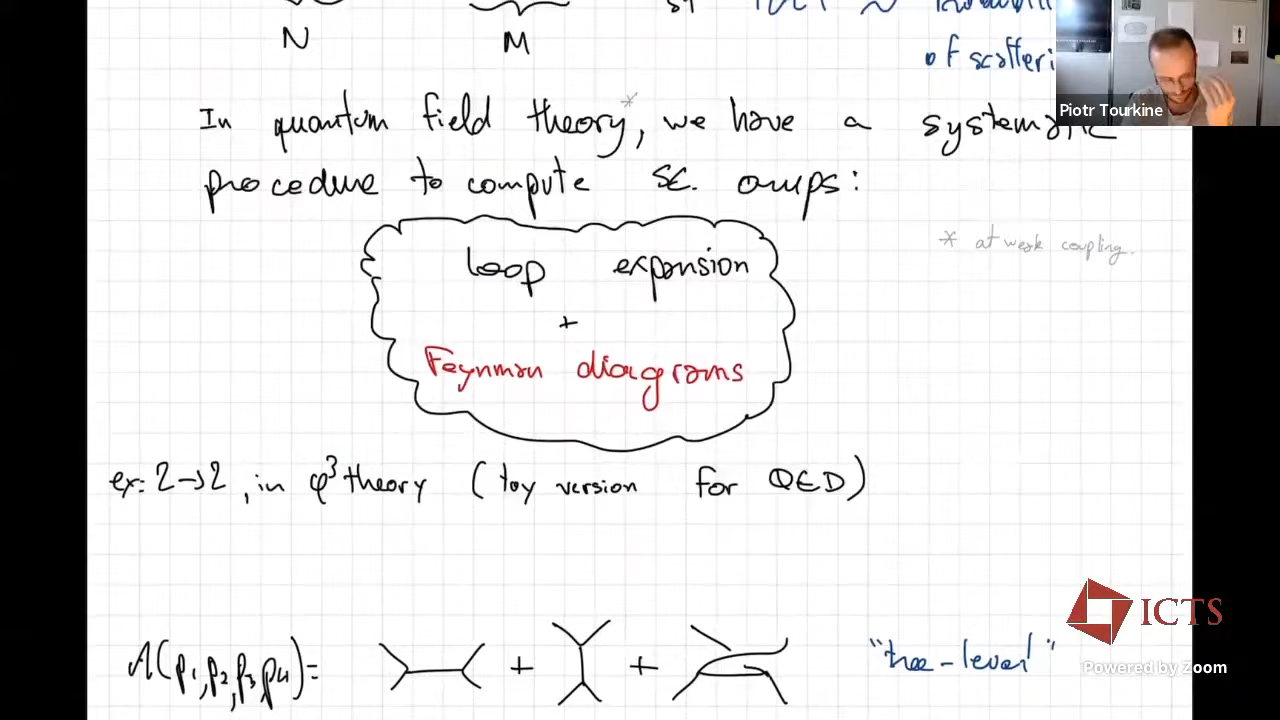 N M
of scatteri
In quantum field theory*, we have a systematic
procedure to compute sc. amps:
* at weak coupling.
loop expansion
+
Feynman diagrams
ex: 2→2, in φ³ theory (toy version for QED)
A(p₁,p₂,p₃,p₄)= + + "tree-level"
Piotr Tourkine
ICTS
Powered by Zoom